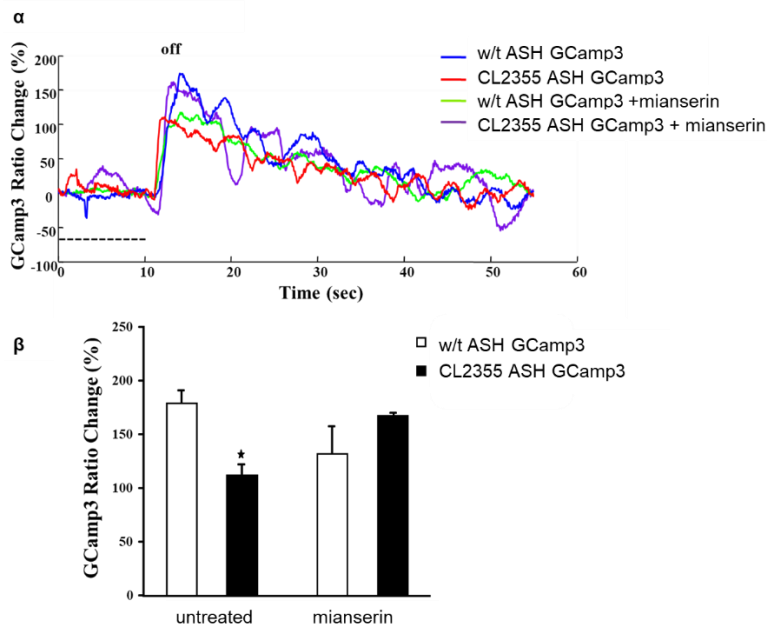 α
off
w/t ASH GCamp3
CL2355 ASH GCamp3
w/t ASH GCamp3 +mianserin
CL2355 ASH GCamp3 + mianserin
GCamp3 Ratio Change (%)
200
150
100
50
0
-50
-100
0
10
20
30
40
50
60
Time (sec)
β
w/t ASH GCamp3
CL2355 ASH GCamp3
GCamp3 Ratio Change (%)
250
200
150
100
50
0
untreated
mianserin